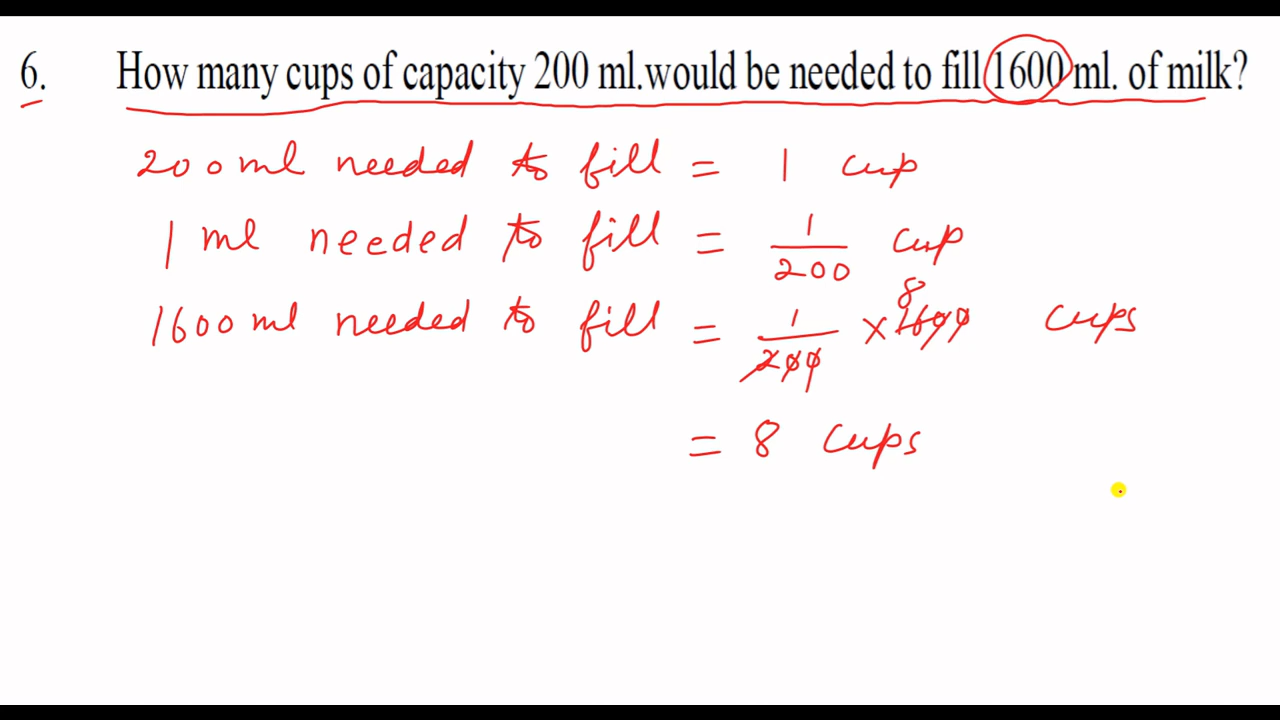 6. How many cups of capacity 200 ml.would be needed to fill 1600 ml. of milk?
200 ml needed to fill = 1 cup
1 ml needed to fill = 1/200 cup
8
1600 ml needed to fill = 1/200 × 1600 cups
= 8 cups